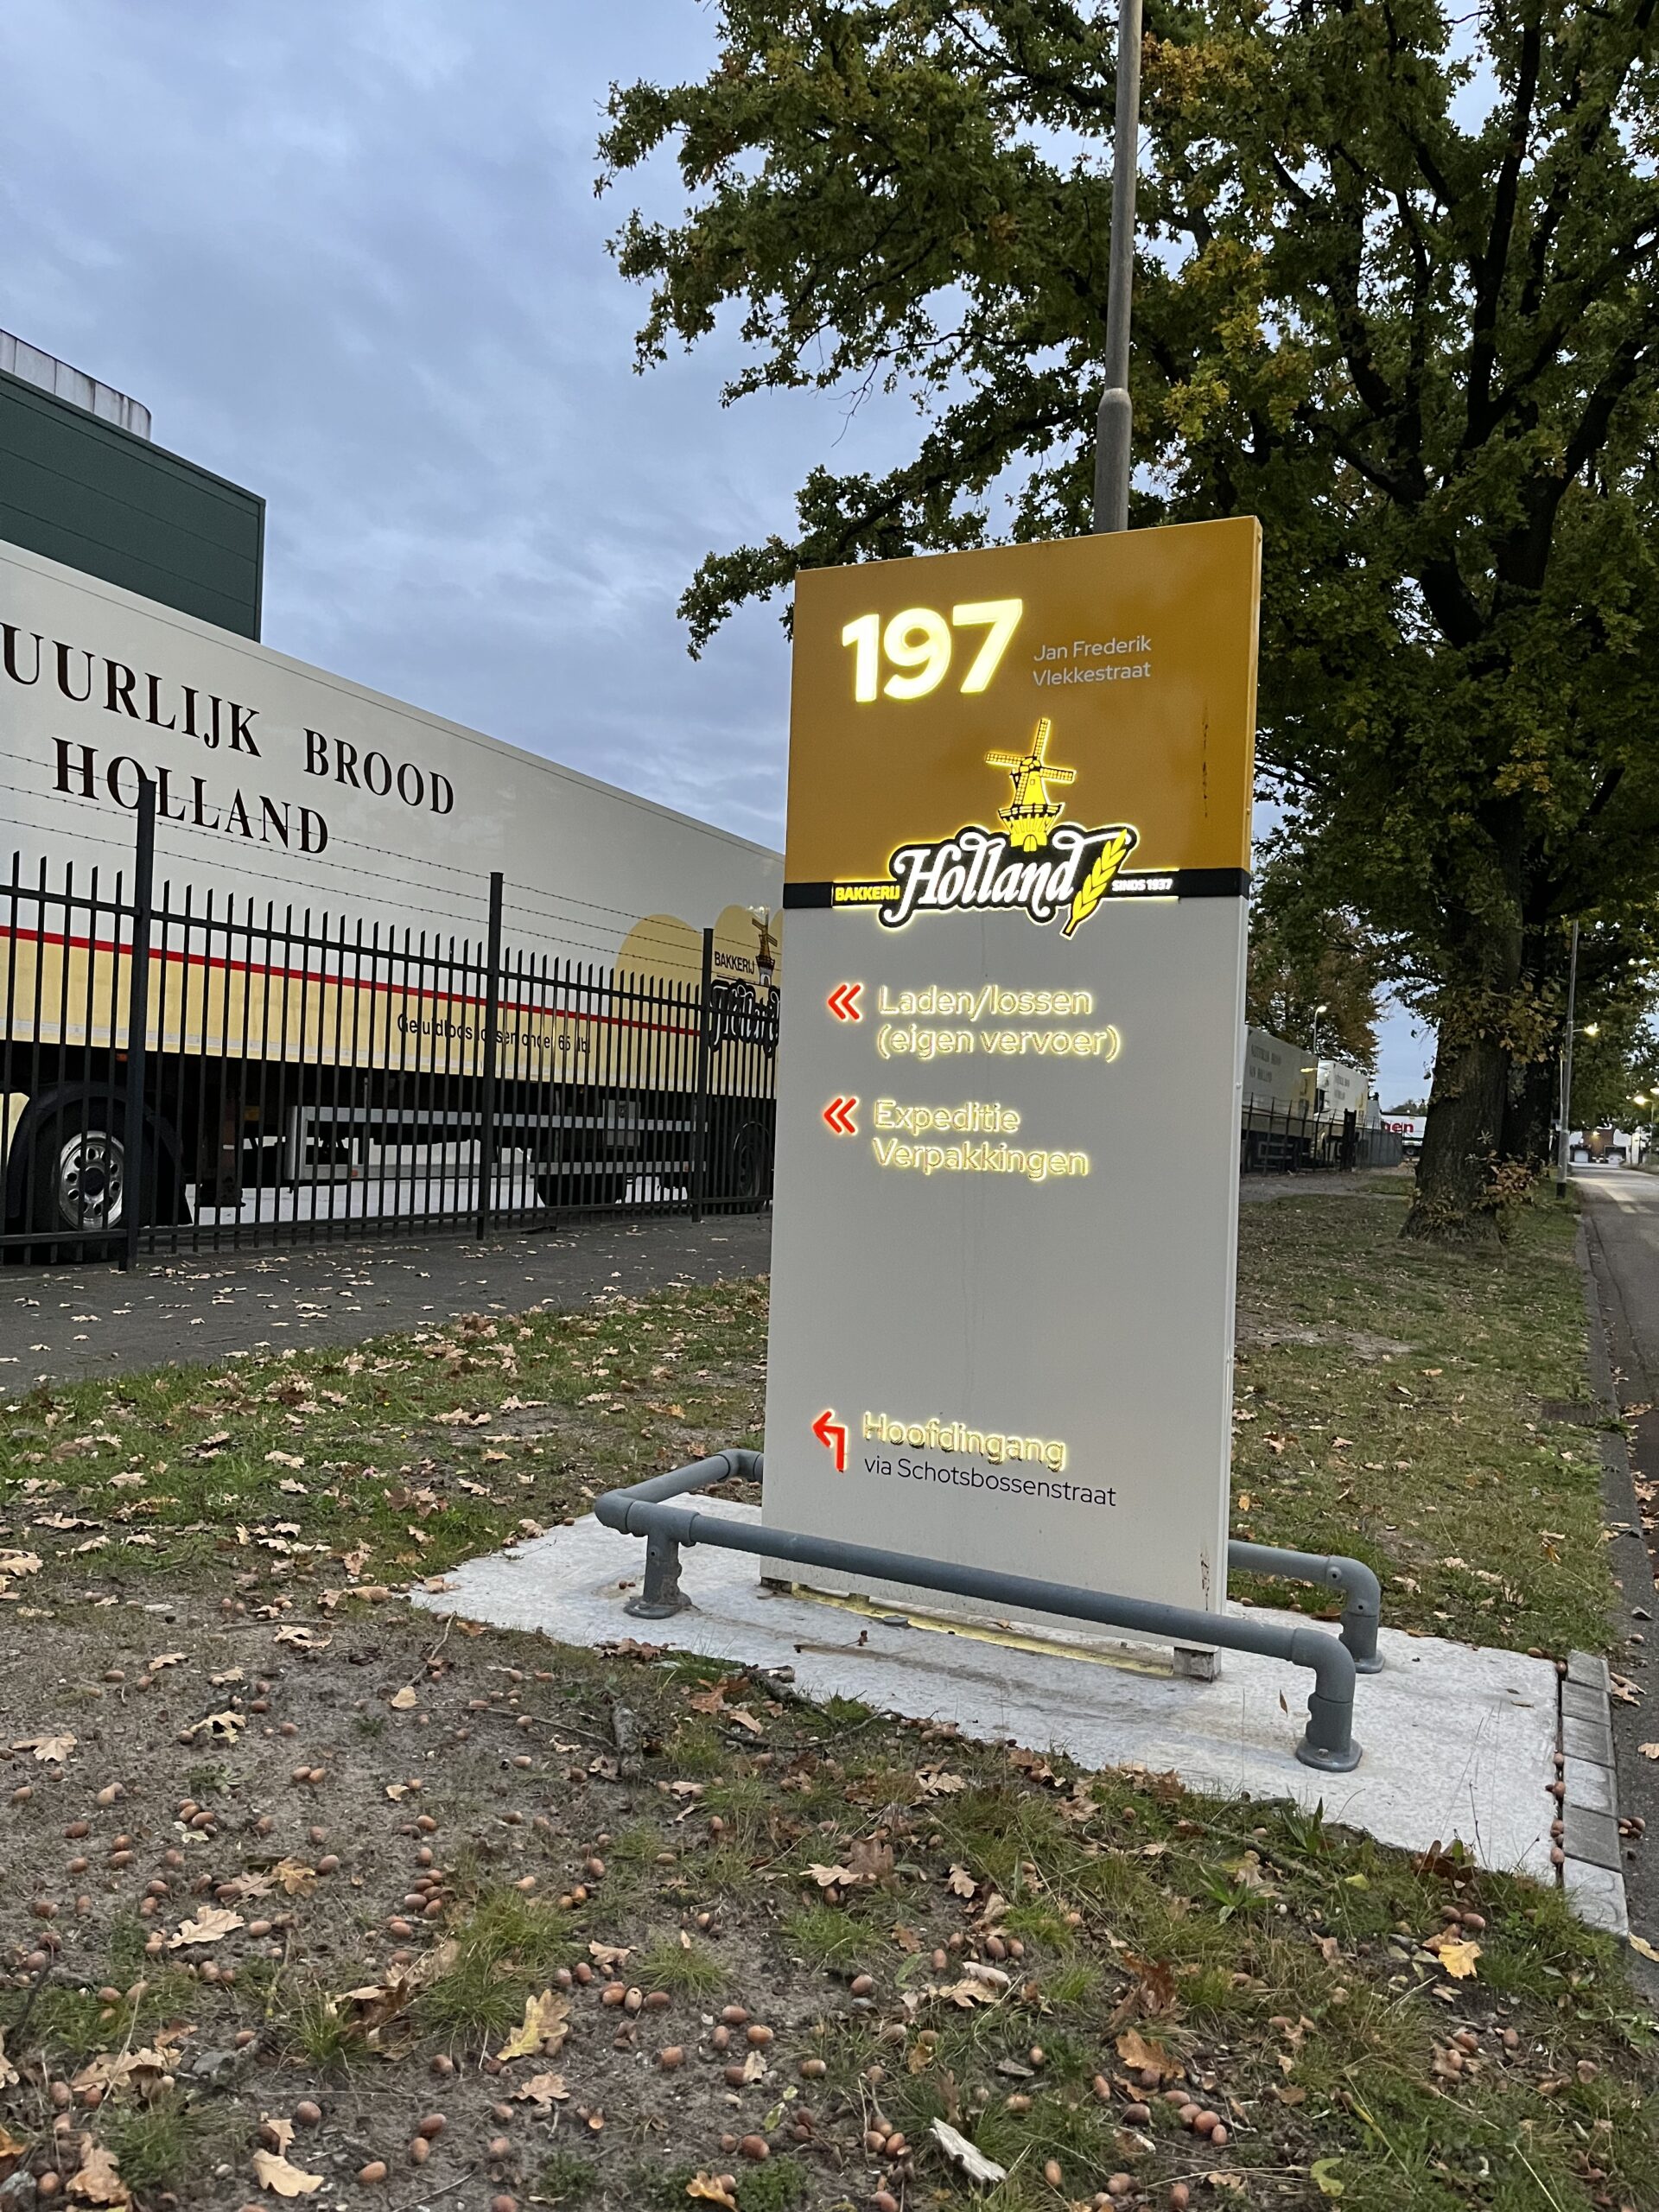 UURLIJK BROOD
HOLLAND
BAKKERIJ
197
Jan Frederik
Vlekkestraat
BAKKERIJ Holland SINDS 1937
Laden/lossen
(eigen vervoer)
Expeditie
Verpakkingen
Hoofdingang
via Schotsbossenstraat